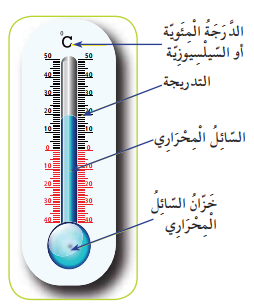 °C
الدَّرَجَةُ الْمِئَوِيّة
أو السّيلْسِيوزِيَّة
50 50
40 40
30 30
التدريجة
20 20
10 10
السّائِلُ الْمِحْرَارِي
0 0
10 10
20 20
30 30
خَزّانُ السّائِلُ
الْمِحْرَارِي
40 40